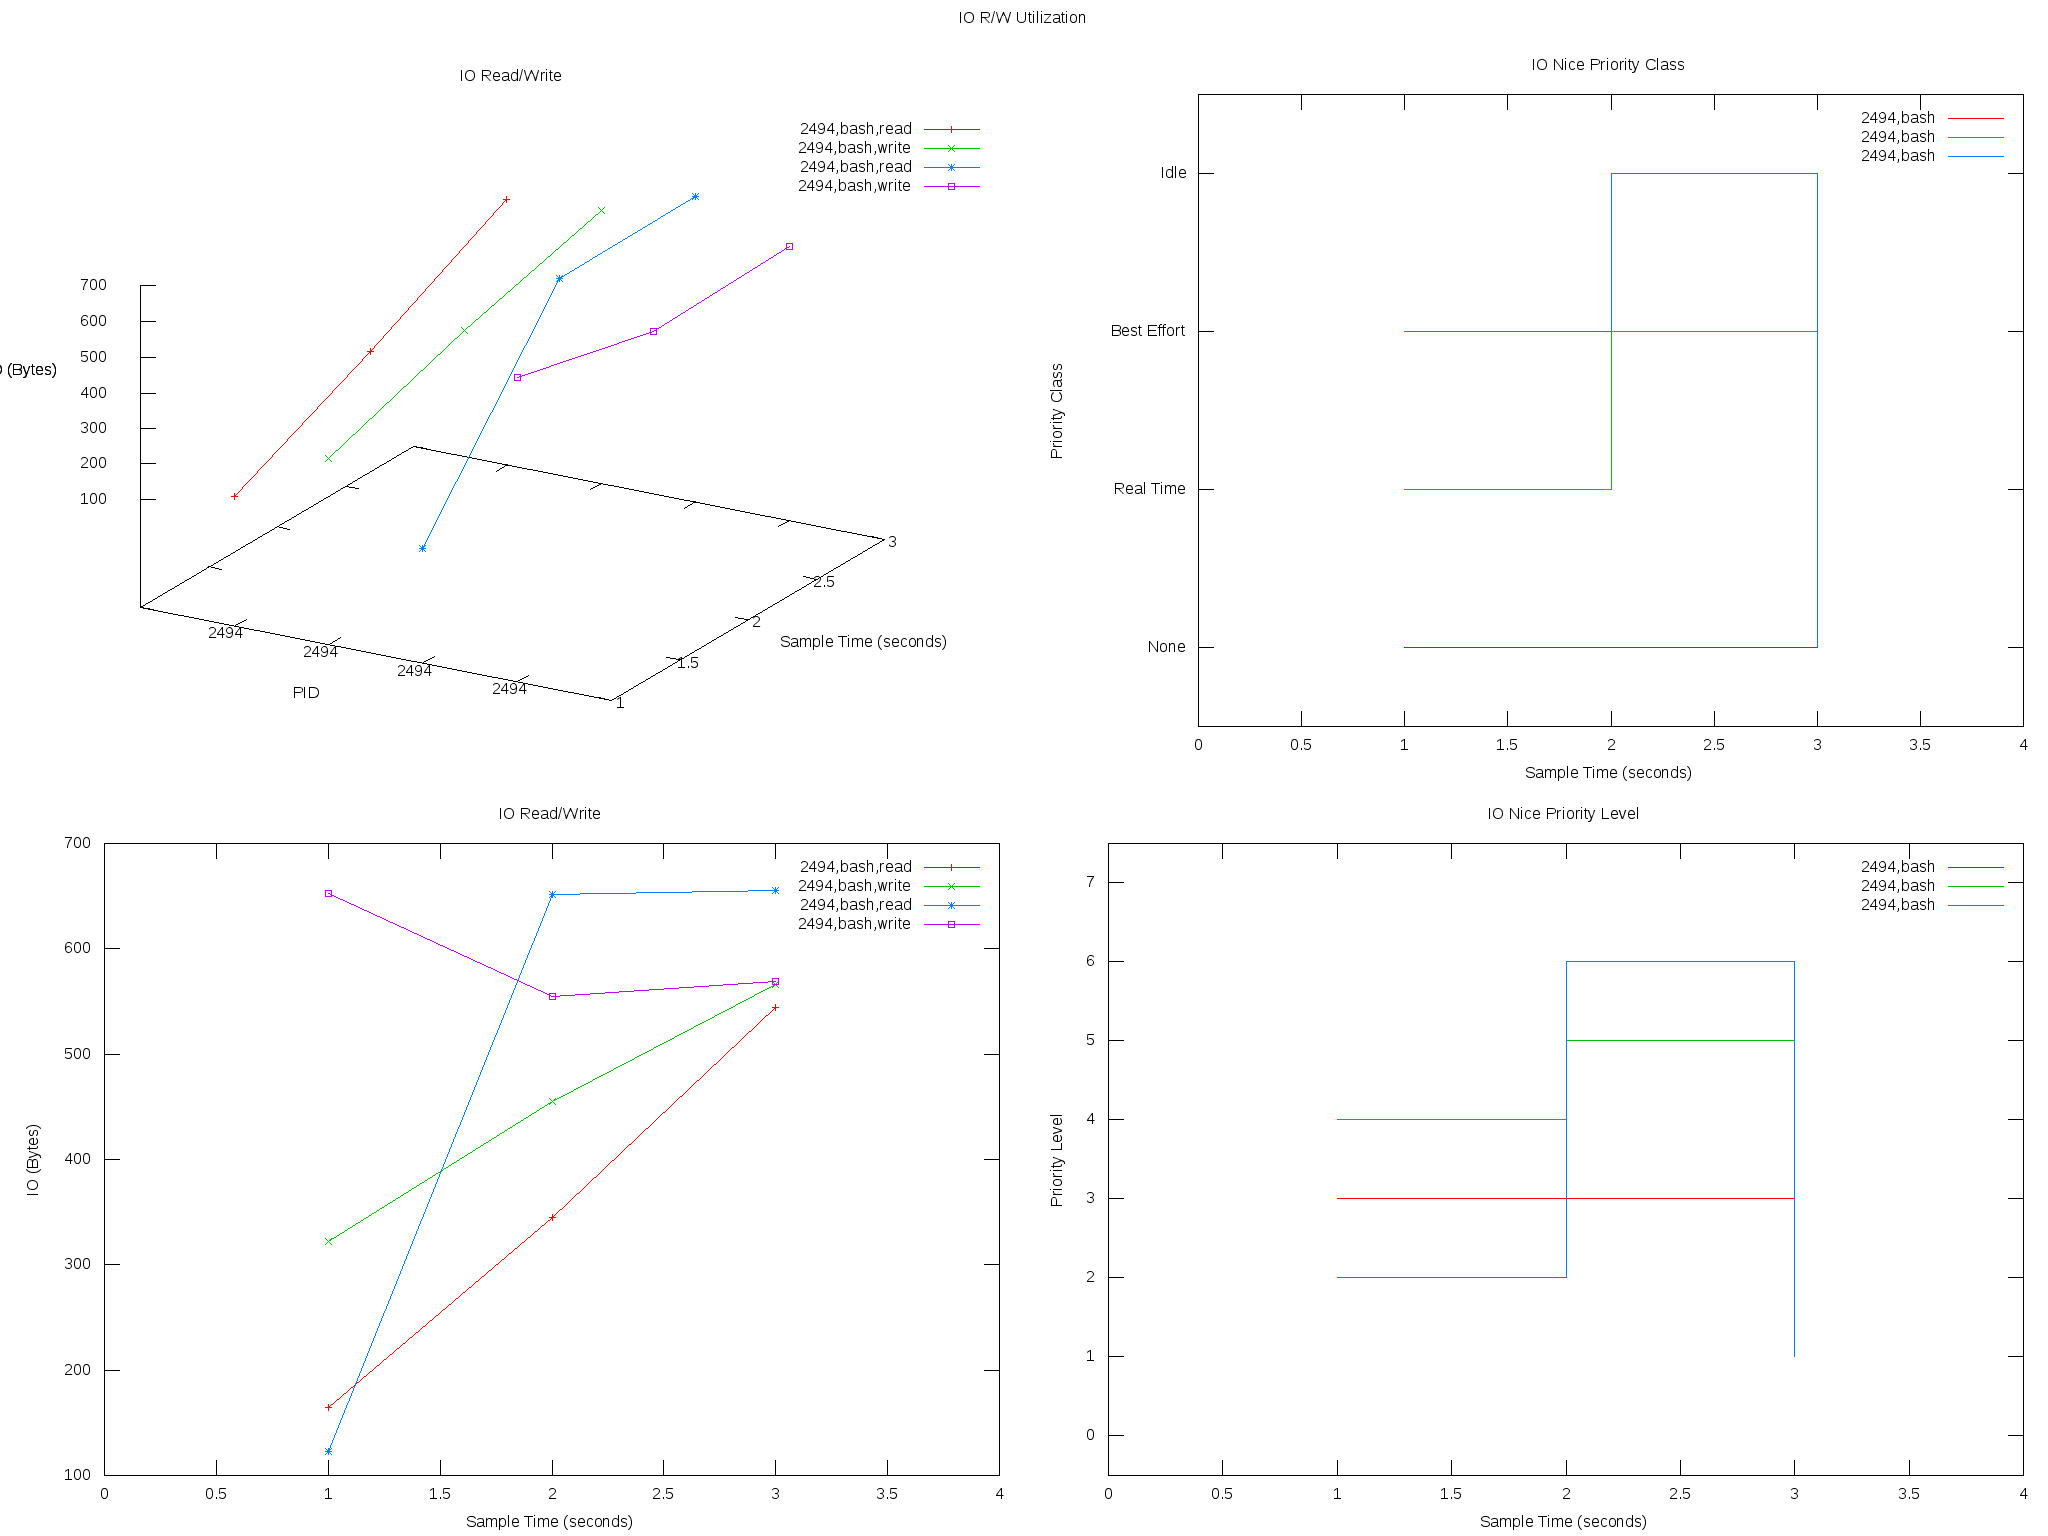 IO R/W Utilization
IO Read/Write
2494,bash,read
2494,bash,write
2494,bash,read
2494,bash,write
700
600
500
400
300
200
100
(Bytes)
2494
2494
2494
2494
PID
1
1.5
2
2.5
3
Sample Time (seconds)
IO Nice Priority Class
2494,bash
2494,bash
2494,bash
Idle
Best Effort
Real Time
None
Priority Class
0 0.5 1 1.5 2 2.5 3 3.5 4
Sample Time (seconds)
IO Read/Write
2494,bash,read
2494,bash,write
2494,bash,read
2494,bash,write
700
600
500
400
300
200
100
IO (Bytes)
0 0.5 1 1.5 2 2.5 3 3.5 4
Sample Time (seconds)
IO Nice Priority Level
2494,bash
2494,bash
2494,bash
7
6
5
4
3
2
1
0
Priority Level
0 0.5 1 1.5 2 2.5 3 3.5 4
Sample Time (seconds)